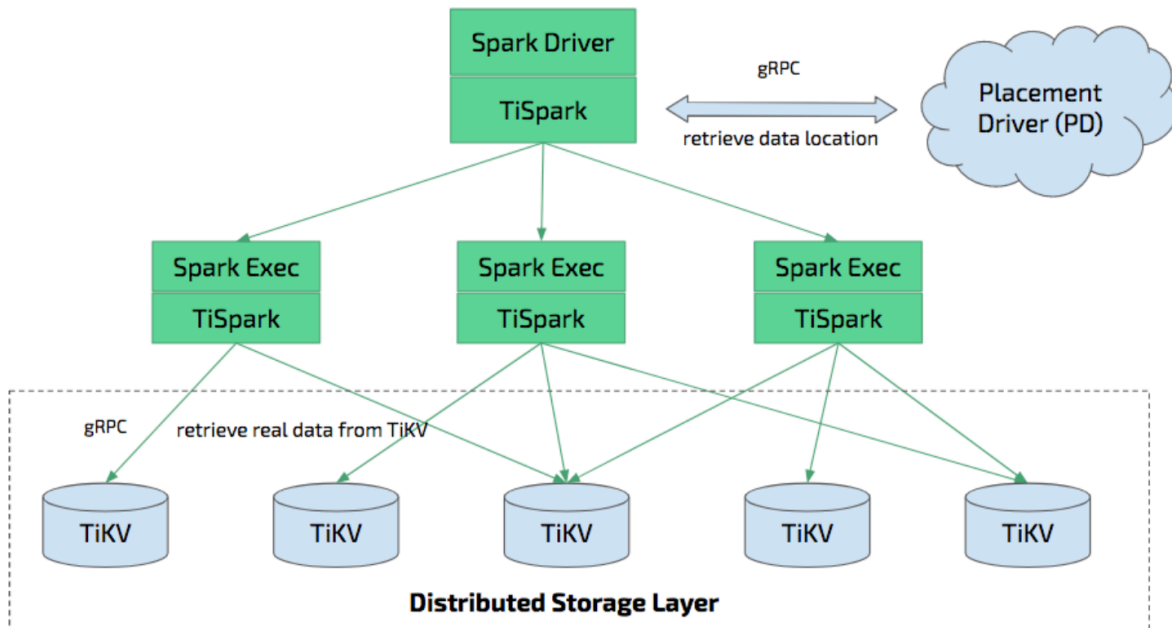 Spark Driver
TiSpark
gRPC
retrieve data location
Placement
Driver (PD)
Spark Exec
TiSpark
Spark Exec
TiSpark
Spark Exec
TiSpark
gRPC
retrieve real data from TiKV
TiKV
TiKV
TiKV
TiKV
TiKV
Distributed Storage Layer